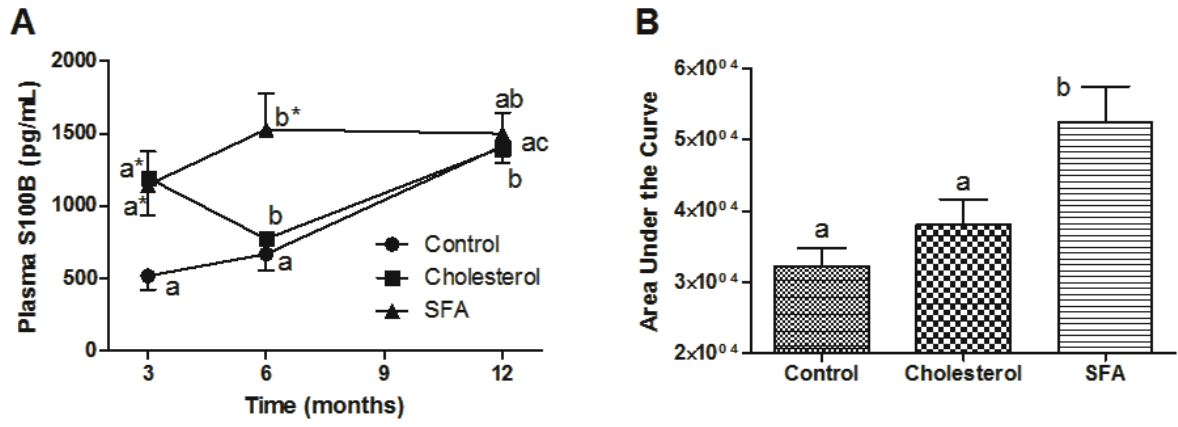 A
Plasma S100B (pg/mL)
2000
1500
1000
500
0
a*
a*
a
b*
b
a
ab
ac
b
Control
Cholesterol
SFA
3
6
9
12
Time (months)
B
Area Under the Curve
6×10⁰⁴
5×10⁰⁴
4×10⁰⁴
3×10⁰⁴
2×10⁰⁴
a
a
b
Control
Cholesterol
SFA